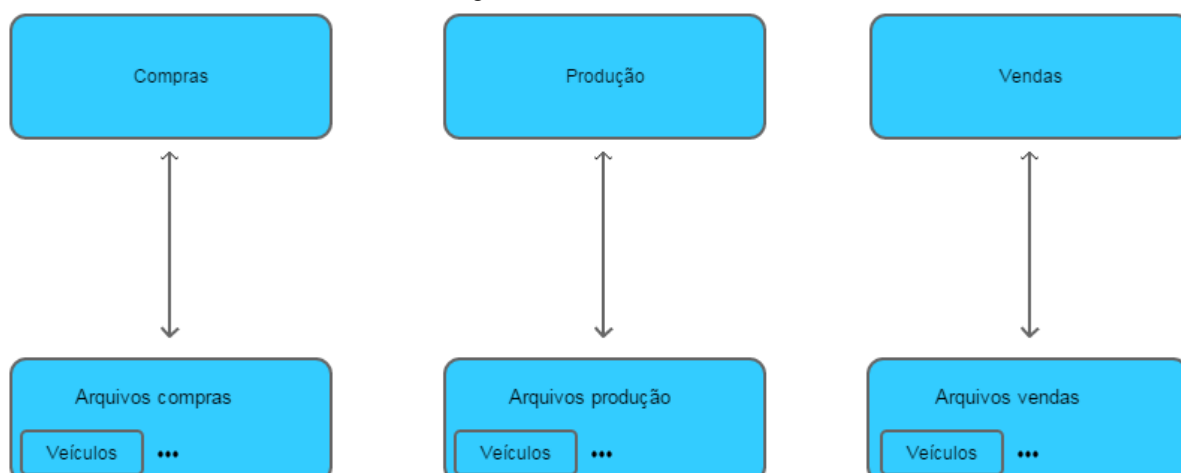 Compras
Produção
Vendas
Arquivos compras
Arquivos produção
Arquivos vendas
Veículos •••
Veículos •••
Veículos •••